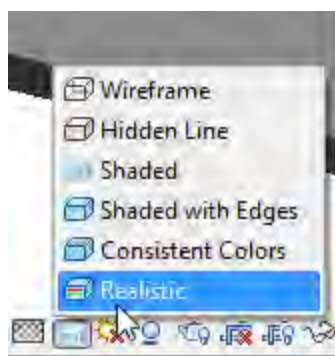 Wireframe
Hidden Line
Shaded
Shaded with Edges
Consistent Colors
Realistic